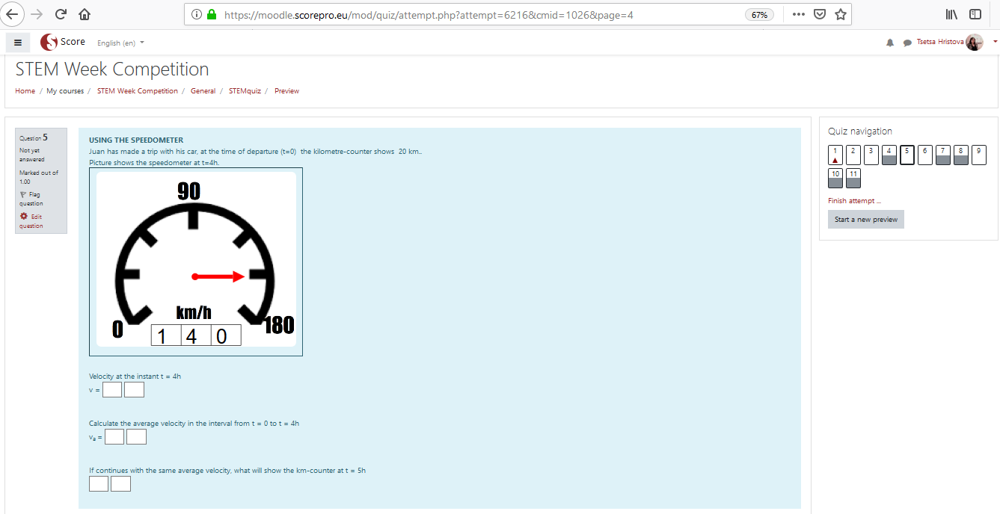 https://moodle.scorepro.eu/mod/quiz/attempt.php?attempt=6216&cmid=1026&page=4
67%
Score
English (en)
Tsetsa Hristova
STEM Week Competition
Home / My courses / STEM Week Competition / General / STEMquiz / Preview
Question 5
Not yet
answered
Marked out of
1.00
Flag
question
Edit
question
USING THE SPEEDOMETER
Juan has made a trip with his car, at the time of departure (t=0) the kilometre-counter shows 20 km..
Picture shows the speedometer at t=4h.
90
km/h
0
180
1 4 0
Velocity at the instant t = 4h
v =
Calculate the average velocity in the interval from t = 0 to t = 4h
va =
If continues with the same average velocity, what will show the km-counter at t = 5h
Quiz navigation
1 2 3 4 5 6 7 8 9
10 11
Finish attempt ...
Start a new preview